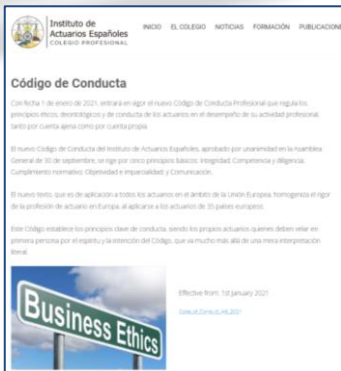 Instituto de
Actuarios Españoles
COLEGIO PROFESIONAL
INICIO EL COLEGIO NOTICIAS FORMACIÓN PUBLICACIONE
Código de Conducta
Con fecha 1 de enero de 2021, entrará en vigor el nuevo Código de Conducta Profesional que regula los
principios éticos, deontológicos y de conducta de los actuarios en el desempeño de su actividad profesional,
tanto por cuenta ajena como por cuenta propia.
El nuevo Código de Conducta del Instituto de Actuarios Españoles, aprobado por unanimidad en la Asamblea
General de 30 de septiembre, se rige por cinco principios básicos: Integridad; Competencia y diligencia;
Cumplimiento normativo; Objetividad e imparcialidad; y Comunicación.
El nuevo texto, que es de aplicación a todos los actuarios en el ámbito de la Unión Europea, homogeniza el rigor
de la profesión de actuario en Europa, al aplicarse a los actuarios de 35 países europeos.
Este Código establece los principios clave de conducta, siendo los propios actuarios quienes deben velar en
primera persona por el espíritu y la intención del Código, que va mucho más allá de una mera interpretación
literal.
Business Ethics
Effective from: 1st January 2021